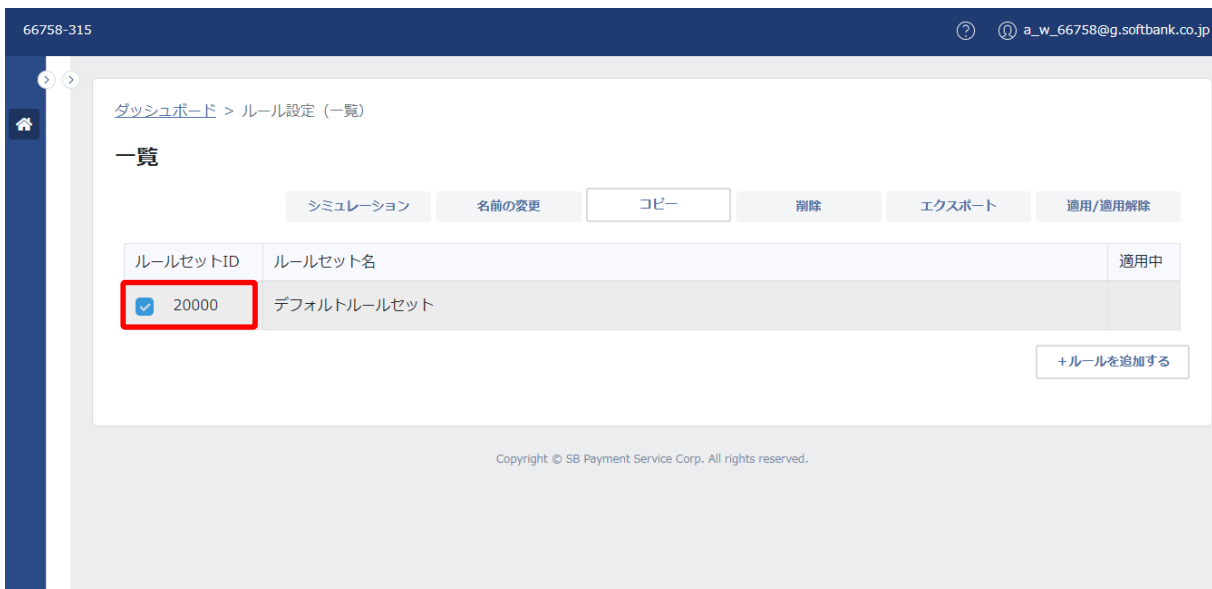 66758-315
a_w_66758@g.softbank.co.jp
ダッシュボード > ルール設定（一覧）
一覧
シミュレーション 名前の変更 コピー 削除 エクスポート 適用/適用解除
ルールセットID ルールセット名 適用中
20000 デフォルトルールセット
+ルールを追加する
Copyright © SB Payment Service Corp. All rights reserved.